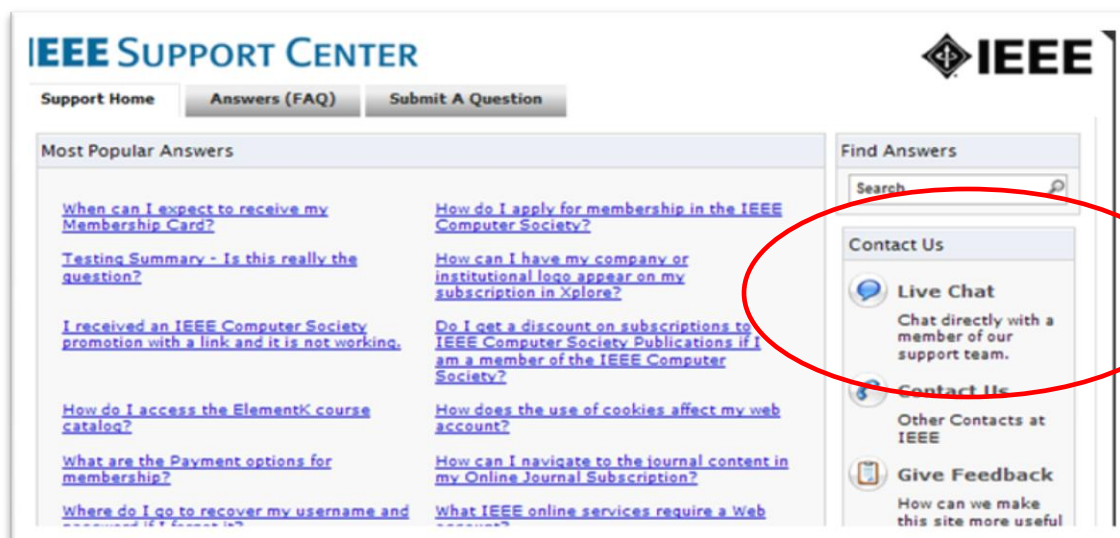 IEEE SUPPORT CENTER
IEEE
Support Home
Answers (FAQ)
Submit A Question
Most Popular Answers
When can I expect to receive my
Membership Card?
Testing Summary - Is this really the
question?
I received an IEEE Computer Society
promotion with a link and it is not working.
How do I access the ElementK course
catalog?
What are the Payment options for
membership?
Where do I go to recover my username and
password if I forget it?
How do I apply for membership in the IEEE
Computer Society?
How can I have my company or
institutional logo appear on my
subscription in Xplore?
Do I get a discount on subscriptions to
IEEE Computer Society Publications if I
am a member of the IEEE Computer
Society?
How does the use of cookies affect my web
account?
How can I navigate to the journal content in
my Online Journal Subscription?
What IEEE online services require a Web
account?
Find Answers
Search
Contact Us
Live Chat
Chat directly with a
member of our
support team.
Contact Us
Other Contacts at
IEEE
Give Feedback
How can we make
this site more useful